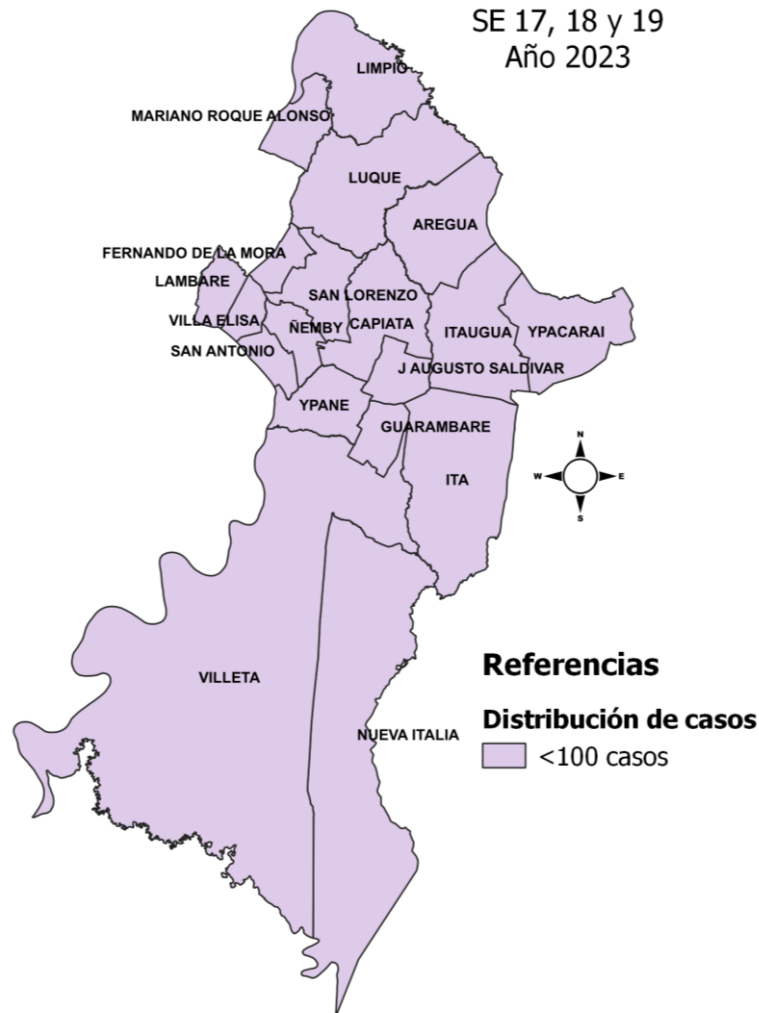 SE 17, 18 y 19
Año 2023
LIMPIO
MARIANO ROQUE ALONSO
LUQUE
AREGUA
FERNANDO DE LA MORA
LAMBARE
SAN LORENZO
VILLA ELISA
ÑEMBY
CAPIATA
ITAUGUA
YPACARAI
SAN ANTONIO
J AUGUSTO SALDIVAR
YPANE
GUARAMBARE
ITA
N
W
E
S
VILLETA
NUEVA ITALIA
Referencias
Distribución de casos
<100 casos